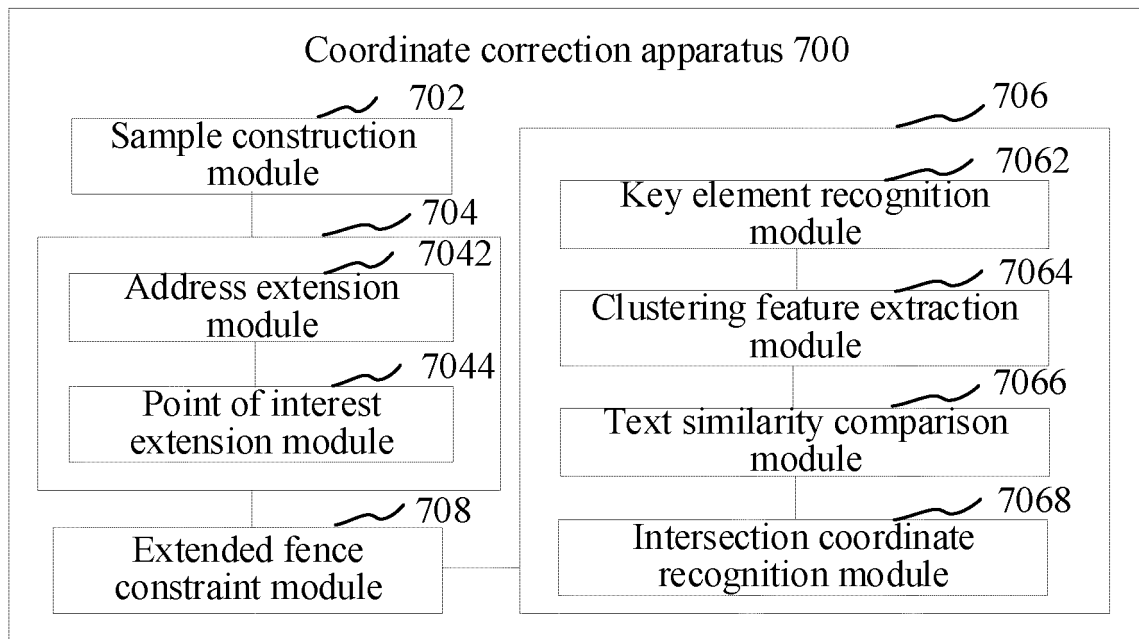 Coordinate correction apparatus 700
702
Sample construction
module
704
7042
Address extension
module
7044
Point of interest
extension module
708
Extended fence
constraint module
706
7062
Key element recognition
module
7064
Clustering feature extraction
module
7066
Text similarity comparison
module
7068
Intersection coordinate
recognition module